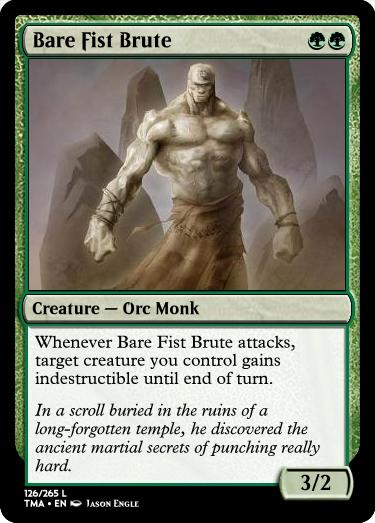 Bare Fist Brute
Creature — Orc Monk
Whenever Bare Fist Brute attacks,
target creature you control gains
indestructible until end of turn.
In a scroll buried in the ruins of a
long-forgotten temple, he discovered the
ancient martial secrets of punching really
hard.
3/2
126/265 L
TMA • EN JASON ENGLE